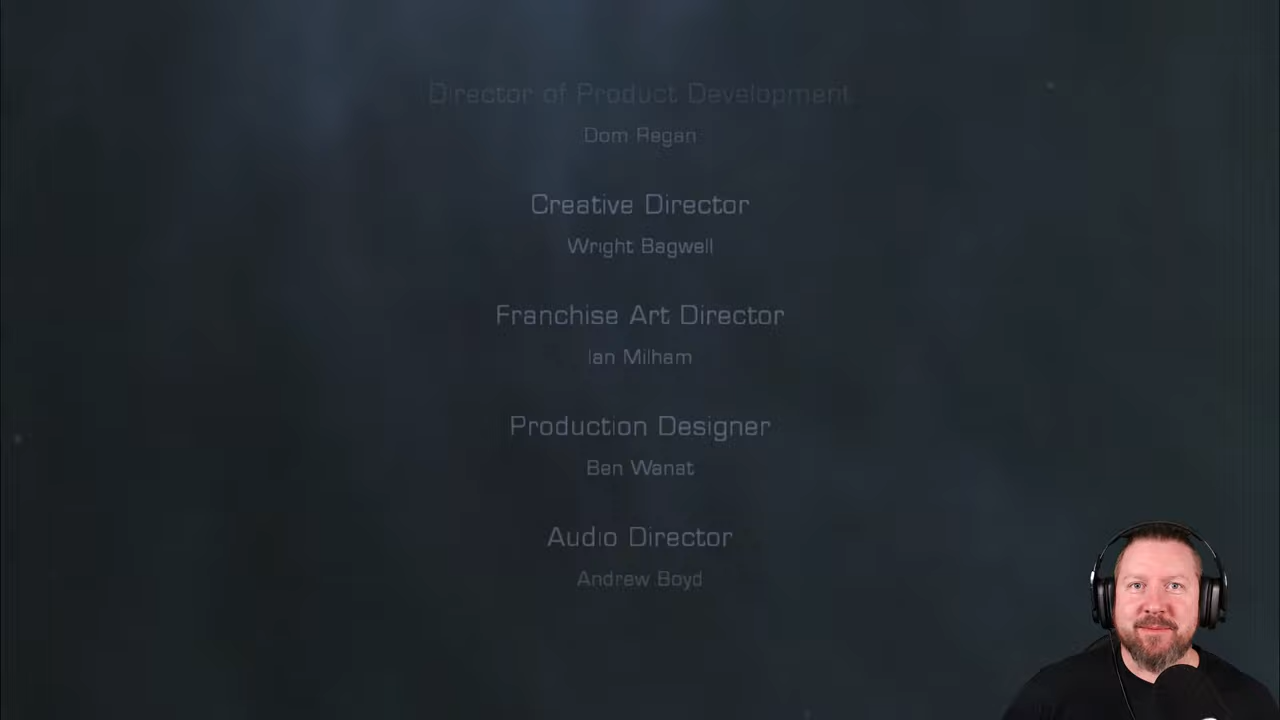 Director of Product Development
Dom Regan
Creative Director
Wright Bagwell
Franchise Art Director
Ian Milham
Production Designer
Ben Wanat
Audio Director
Andrew Boyd